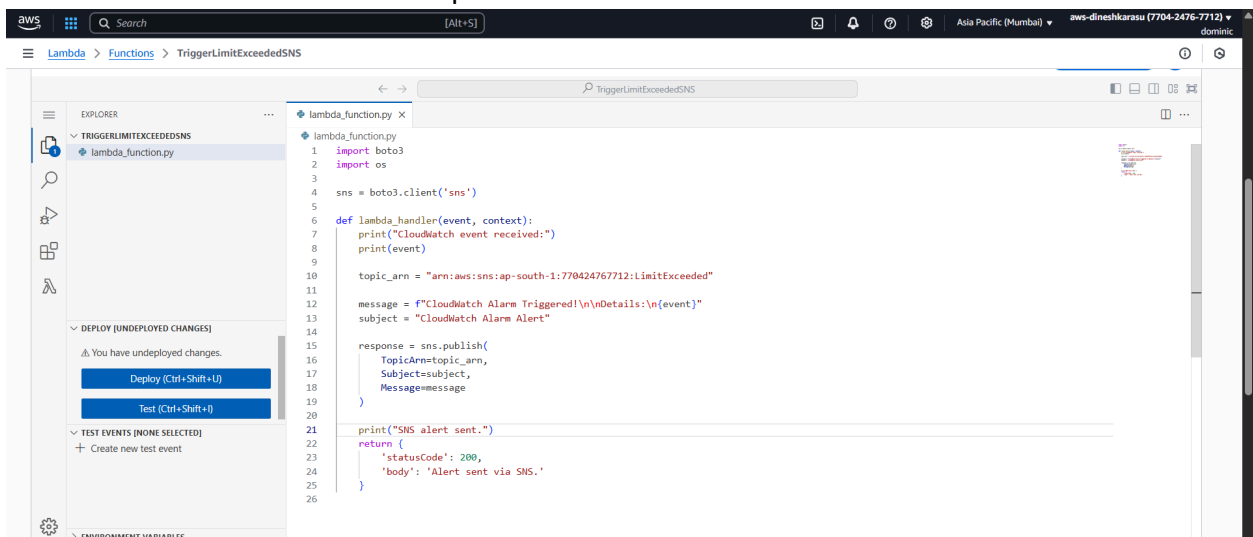 aws
Search
[Alt+S]
Asia Pacific (Mumbai)
aws-dineshkarasu (7704-2476-7712)
dominic
Lambda > Functions > TriggerLimitExceededSNS
TriggerLimitExceededSNS
EXPLORER
lambda_function.py
TRIGGERLIMITEXCEEDEDSNS
lambda_function.py
lambda_function.py
1 import boto3
2 import os
3
4 sns = boto3.client('sns')
5
6 def lambda_handler(event, context):
7 print("CloudWatch event received:")
8 print(event)
9
10 topic_arn = "arn:aws:sns:ap-south-1:770424767712:LimitExceeded"
11
12 message = f"CloudWatch Alarm Triggered!\n\nDetails:\n{event}"
13 subject = "CloudWatch Alarm Alert"
14
15 response = sns.publish(
16 TopicArn=topic_arn,
17 Subject=subject,
18 Message=message
19 )
20
21 print("SNS alert sent.")
22 return {
23 'statusCode': 200,
24 'body': 'Alert sent via SNS.'
25 }
26
DEPLOY [UNDEPLOYED CHANGES]
You have undeployed changes.
Deploy (Ctrl+Shift+U)
Test (Ctrl+Shift+I)
TEST EVENTS [NONE SELECTED]
+ Create new test event
ENVIRONMENT VARIABLES